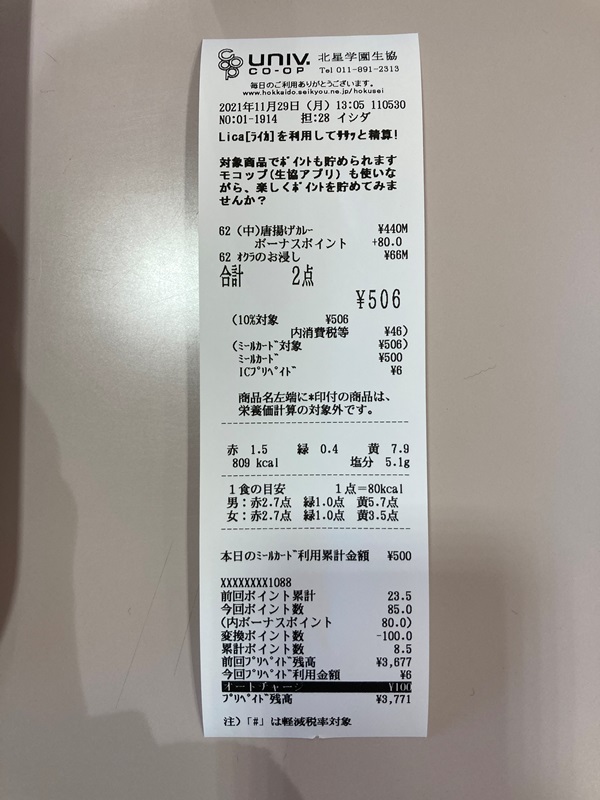 co-op UNIV. CO-OP 北星学園生協
Tel 011-891-2313
毎日のご利用ありがとうございます。
www.hokkaido.seikyou.ne.jp/hokusei
2021年11月29日（月）13:05 110530
NO:01-1914 担:28 イシダ
Lica[ﾗｲｶ]を利用してｻｻｯと精算!
対象商品でﾎﾟｲﾝﾄも貯められます
モコップ(生協アプリ) も使いな
がら、楽しくﾎﾟｲﾝﾄを貯めてみま
せんか？
62 (中)唐揚げｶﾚｰ ¥440M
ボーナスポイント +80.0
62 ｵｸﾗのお浸し ¥66M
合計 2点
¥506
(10%対象 ¥506
内消費税等 ¥46)
(ﾐｰﾙｶｰﾄﾞ対象 ¥506)
ﾐｰﾙｶｰﾄﾞ ¥500
ICﾌﾟﾘﾍﾟｲﾄﾞ ¥6
商品名左端に*印付の商品は、
栄養価計算の対象外です。
赤 1.5 緑 0.4 黄 7.9
809 kcal 塩分 5.1g
１食の目安 １点＝80kcal
男：赤2.7点 緑1.0点 黄5.7点
女：赤2.7点 緑1.0点 黄3.5点
本日のﾐｰﾙｶｰﾄﾞ利用累計金額 ¥500
XXXXXXXX1088
前回ポイント累計 23.5
今回ポイント数 85.0
(内ボーナスポイント 80.0)
変換ポイント数 -100.0
累計ポイント数 8.5
前回ﾌﾟﾘﾍﾟｲﾄﾞ残高 ¥3,677
今回ﾌﾟﾘﾍﾟｲﾄﾞ利用金額 ¥6
オートチャージ ¥100
ﾌﾟﾘﾍﾟｲﾄﾞ残高 ¥3,771
注）「#」は軽減税率対象